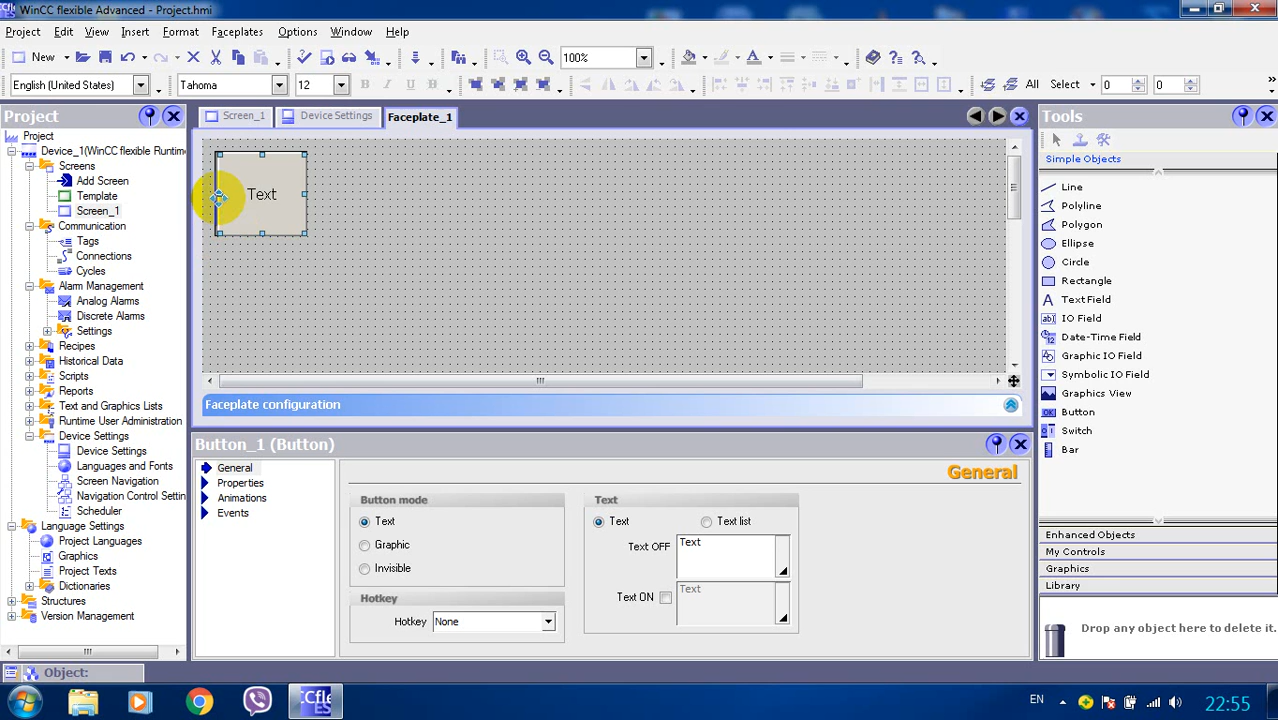 WinCC flexible Advanced - Project.hmi
Project Edit View Insert Format Faceplates Options Window Help
New 100%
English (United States) Tahoma 12 B I U A All Select 0 0
Project
Project
Device_1(WinCC flexible Runtime
Screens
Add Screen
Template
Screen_1
Communication
Tags
Connections
Cycles
Alarm Management
Analog Alarms
Discrete Alarms
Settings
Recipes
Historical Data
Scripts
Reports
Text and Graphics Lists
Runtime User Administration
Device Settings
Device Settings
Languages and Fonts
Screen Navigation
Navigation Control Settin
Scheduler
Language Settings
Project Languages
Graphics
Project Texts
Dictionaries
Structures
Version Management
Object:
Screen_1 Device Settings Faceplate_1
Text
Faceplate configuration
Button_1 (Button)
General
Properties
Animations
Events
General
Button mode
Text
Graphic
Invisible
Hotkey
Hotkey None
Text
Text Text list
Text OFF Text
Text ON Text
Tools
Simple Objects
Line
Polyline
Polygon
Ellipse
Circle
Rectangle
Text Field
IO Field
Date-Time Field
Graphic IO Field
Symbolic IO Field
Graphics View
Button
Switch
Bar
Enhanced Objects
My Controls
Graphics
Library
Drop any object here to delete it.
EN 22:55